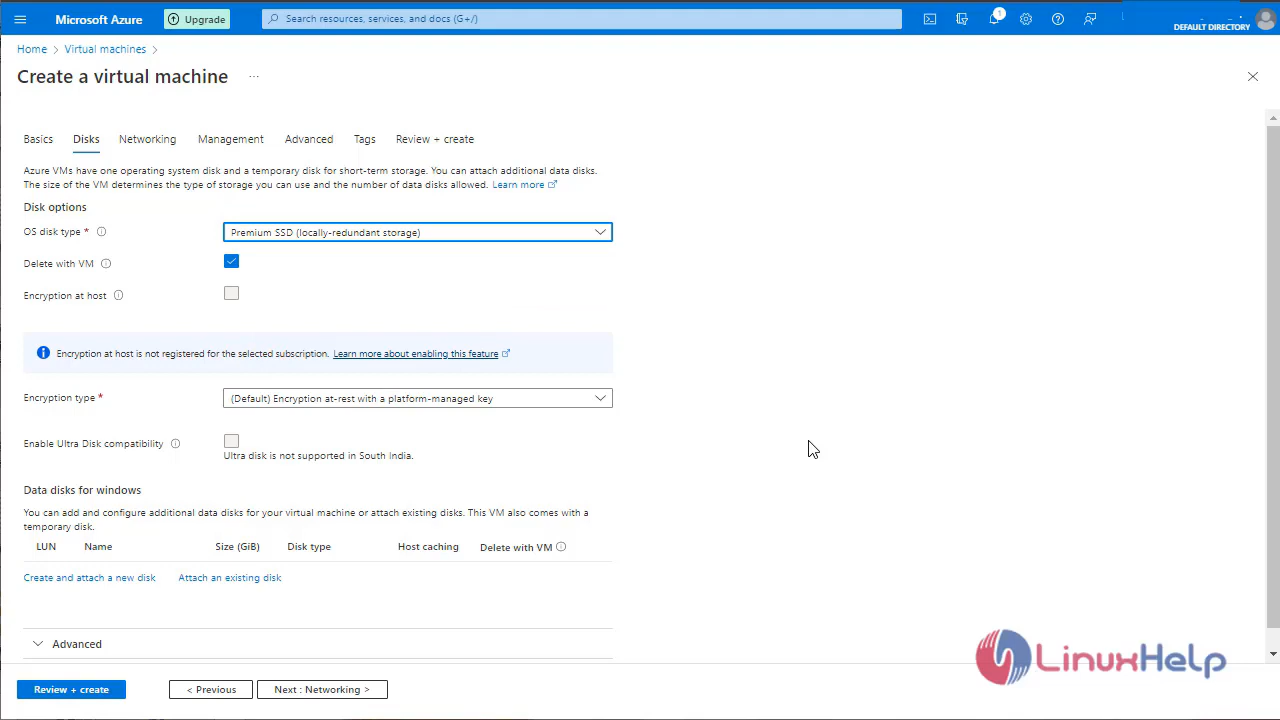 Microsoft Azure
Upgrade
Search resources, services, and docs (G+/)
1
DEFAULT DIRECTORY
Home > Virtual machines >
Create a virtual machine ...
Basics Disks Networking Management Advanced Tags Review + create
Azure VMs have one operating system disk and a temporary disk for short-term storage. You can attach additional data disks.
The size of the VM determines the type of storage you can use and the number of data disks allowed. Learn more
Disk options
OS disk type * Premium SSD (locally-redundant storage)
Delete with VM
Encryption at host
Encryption at host is not registered for the selected subscription. Learn more about enabling this feature
Encryption type * (Default) Encryption at-rest with a platform-managed key
Enable Ultra Disk compatibility
Ultra disk is not supported in South India.
Data disks for windows
You can add and configure additional data disks for your virtual machine or attach existing disks. This VM also comes with a
temporary disk.
LUN Name Size (GiB) Disk type Host caching Delete with VM
Create and attach a new disk Attach an existing disk
Advanced
LinuxHelp
Review + create < Previous Next : Networking >